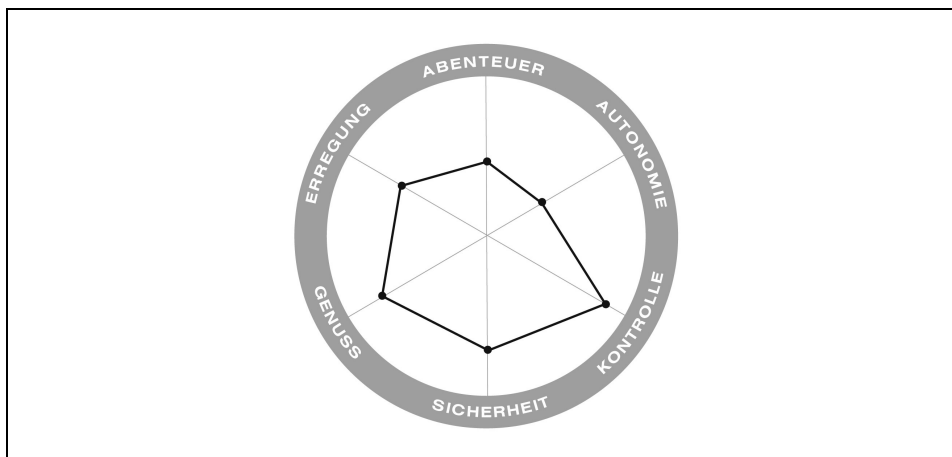 ABENTEUER
AUTONOMIE
KONTROLLE
SICHERHEIT
GENUSS
ERREGUNG